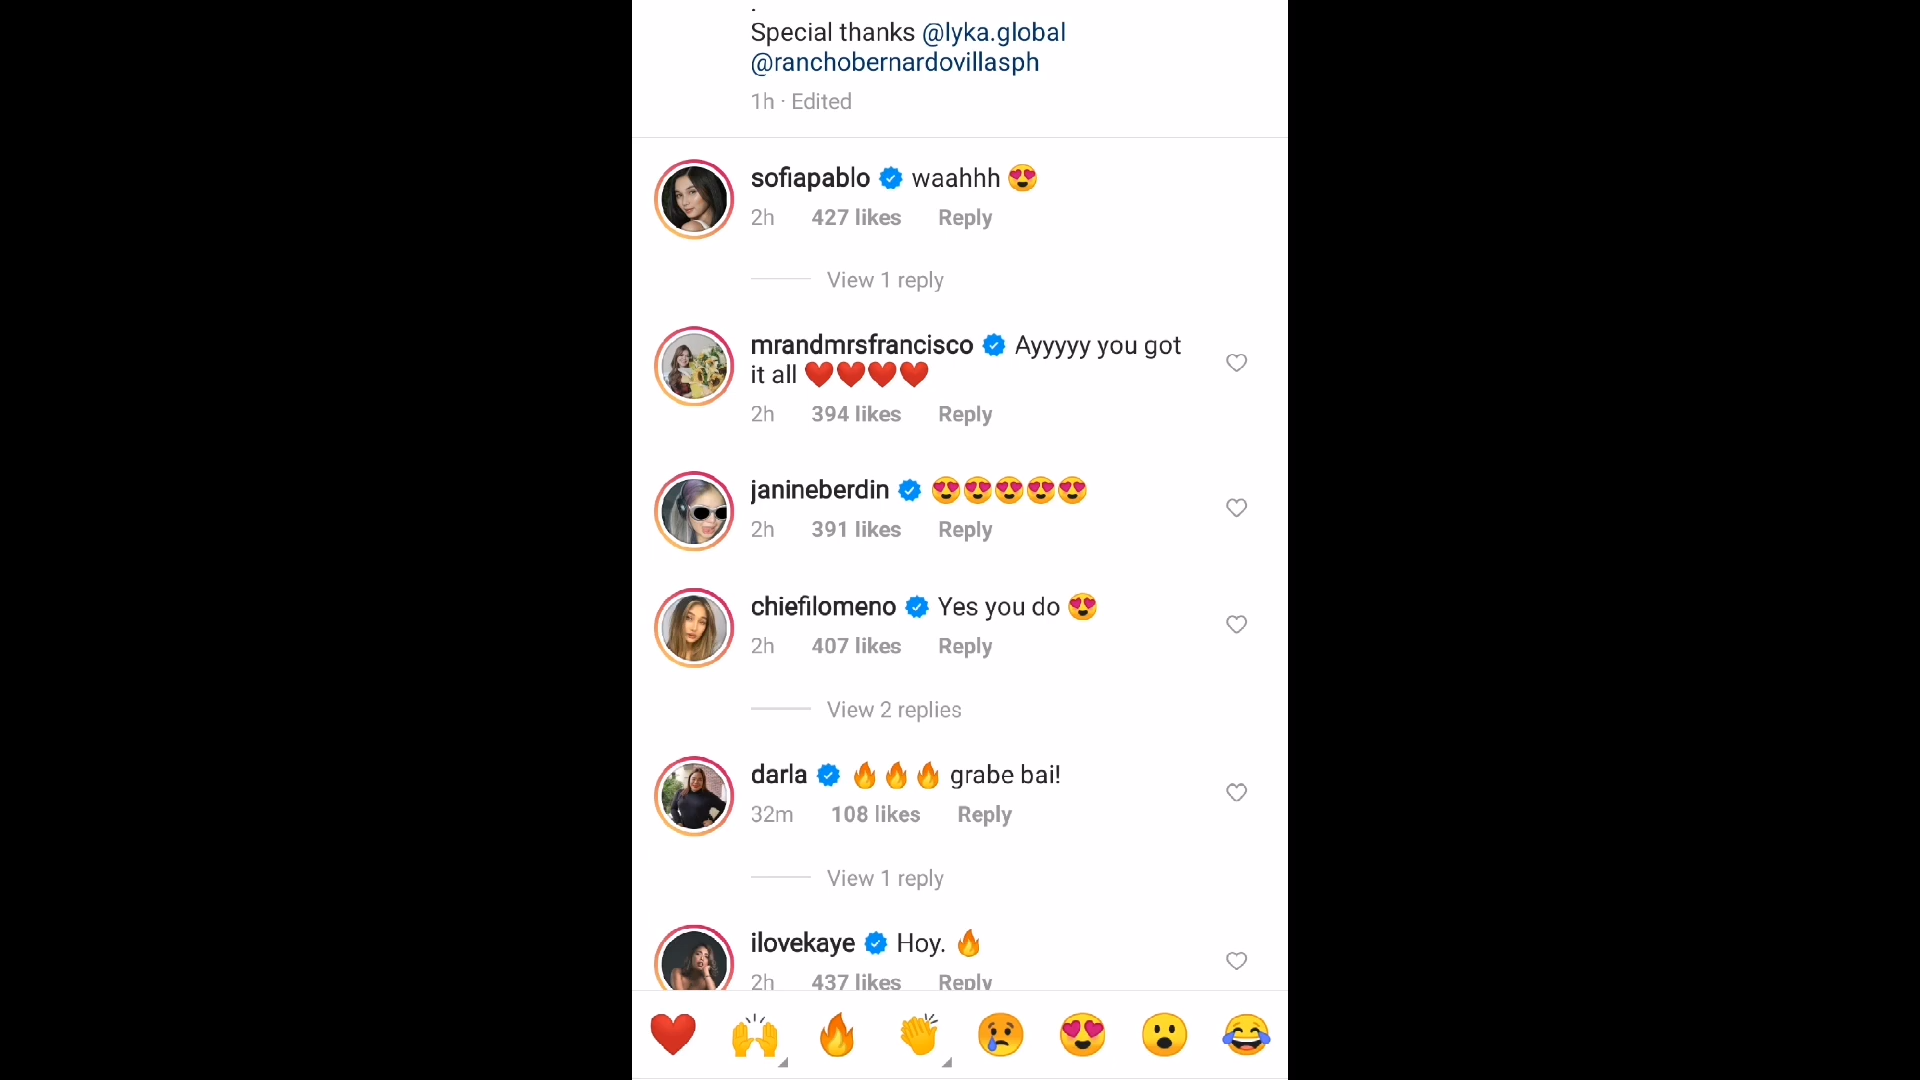 Special thanks @lyka.global
@ranchobernardovillasph
1h · Edited
sofiapablo waahhh 😍
2h 427 likes Reply
View 1 reply
mrandmrsfrancisco Ayyyyy you got
it all ❤️❤️❤️❤️
2h 394 likes Reply
janineberdin 😍😍😍😍😍
2h 391 likes Reply
chiefilomeno Yes you do 😍
2h 407 likes Reply
View 2 replies
darla 🔥🔥🔥 grabe bai!
32m 108 likes Reply
View 1 reply
ilovekaye Hoy. 🔥
2h 437 likes Reply